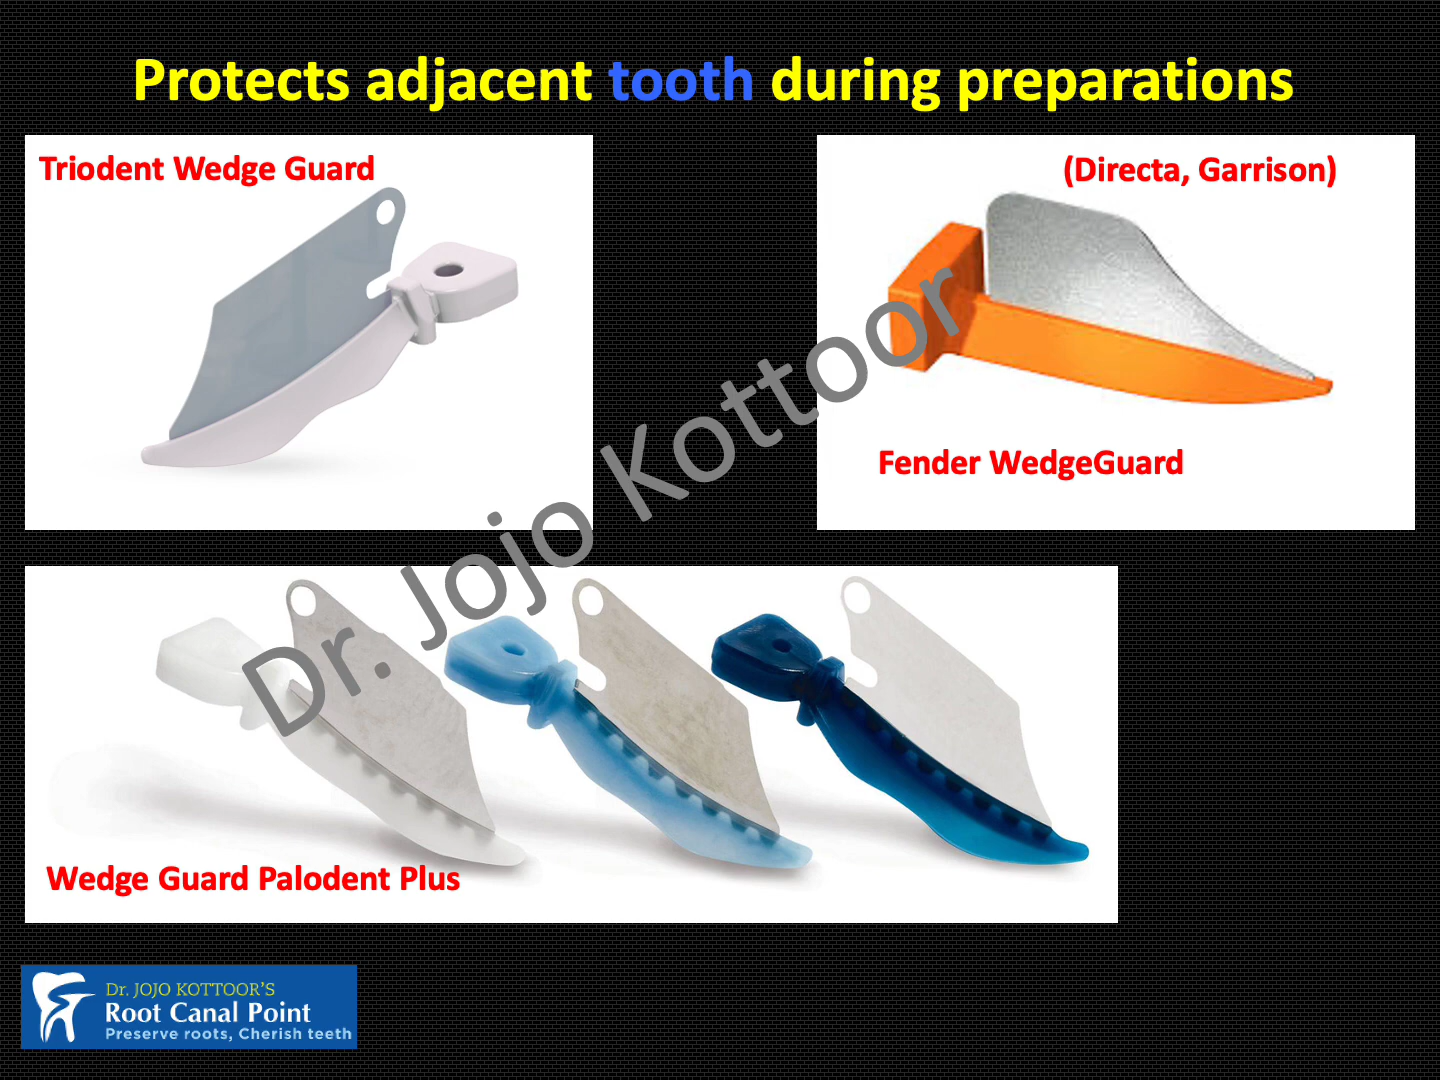 Protects adjacent tooth during preparations
Triodent Wedge Guard
(Directa, Garrison)
Fender WedgeGuard
Dr. Jojo Kottoor
Wedge Guard Palodent Plus
Dr. JOJO KOTTOOR'S
Root Canal Point
Preserve roots, Cherish teeth